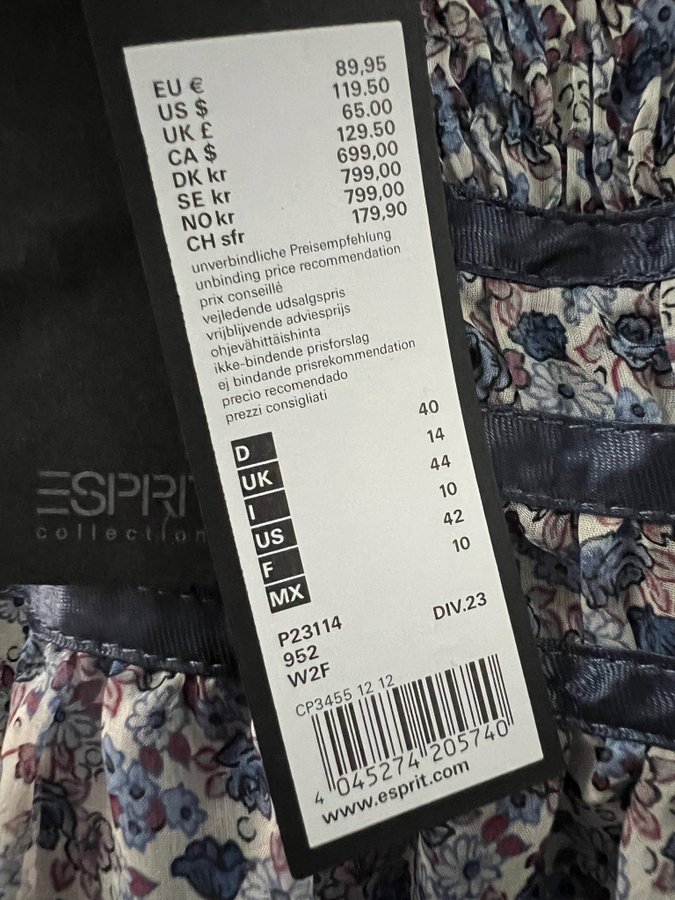 EU € 89,95
US $ 119.50
UK £ 65.00
CA $ 129.50
DK kr 699,00
SE kr 799,00
NO kr 799,00
CH sfr 179,90
unverbindliche Preisempfehlung
unbinding price recommendation
prix conseillé
vejledende udsalgspris
vrijblijvende adviesprijs
ohjevähittäishinta
ikke-bindende prisforslag
ej bindande prisrekommendation
precio recomendado
prezzi consigliati
D 40
UK 14
I 44
US 10
F 42
MX 10
P23114 DIV.23
952
W2F
CP3455 12 12
4 045274 205740
www.esprit.com
ESPRI
collection